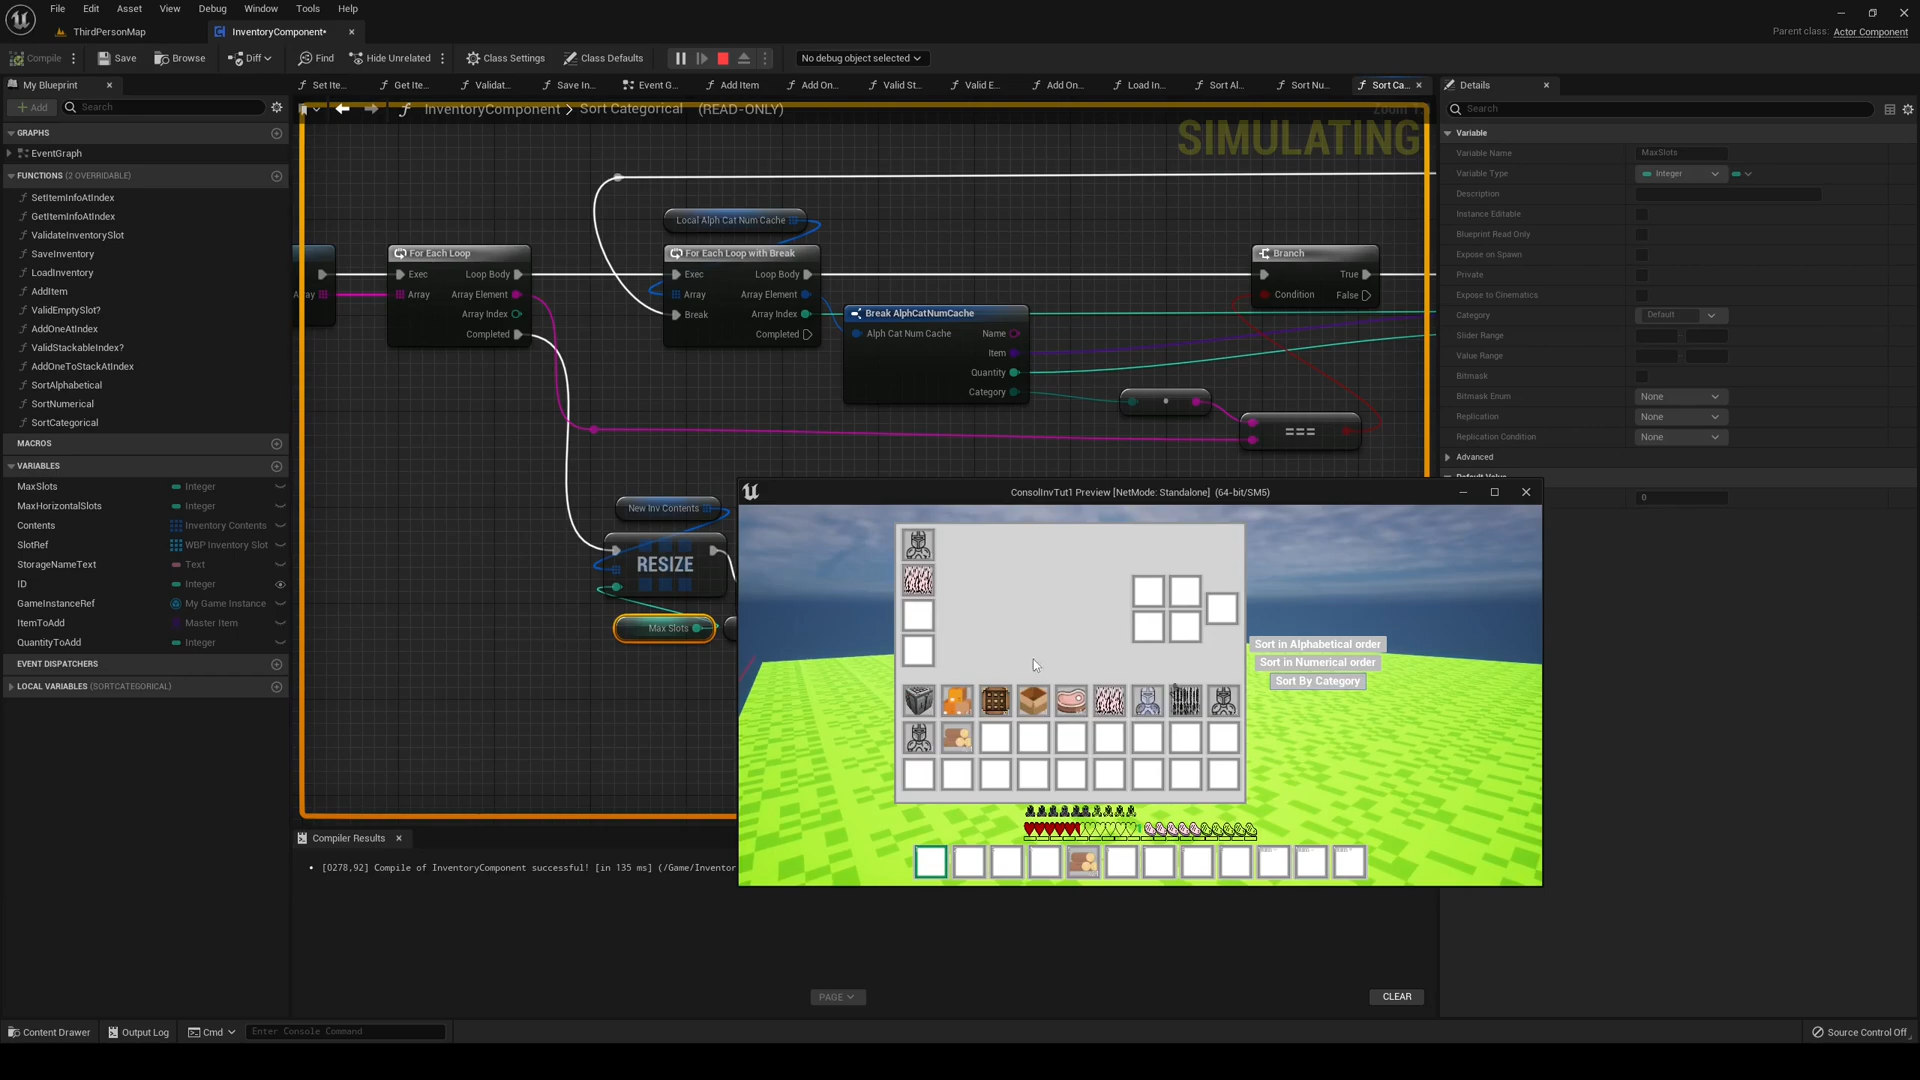 File Edit Asset View Debug Window Tools Help
ThirdPersonMap InventoryComponent*
Parent class: Actor Component
Compile Save Browse Diff Find Hide Unrelated Class Settings Class Defaults No debug object selected
My Blueprint
Set Ite... Get Ite... Validat... Save In... Event G... Add Item Add On... Valid St... Valid E... Add On... Load In... Sort Al... Sort Nu... Sort Ca...
Details
Add Search
InventoryComponent > Sort Categorical (READ-ONLY)
Search
SIMULATING
GRAPHS
EventGraph
FUNCTIONS (2 OVERRIDABLE)
SetItemInfoAtIndex
GetItemInfoAtIndex
ValidateInventorySlot
SaveInventory
LoadInventory
AddItem
ValidEmptySlot?
AddOneAtIndex
ValidStackableIndex?
AddOneToStackAtIndex
SortAlphabetical
SortNumerical
SortCategorical
MACROS
VARIABLES
MaxSlots Integer
MaxHorizontalSlots Integer
Contents Inventory Contents
SlotRef WBP Inventory Slot
StorageNameText Text
ID Integer
GameInstanceRef My Game Instance
ItemToAdd Master Item
QuantityToAdd Integer
EVENT DISPATCHERS
LOCAL VARIABLES (SORTCATEGORICAL)
Array
For Each Loop
Exec Loop Body
Array Array Element
Array Index
Completed
Local Alph Cat Num Cache
For Each Loop with Break
Exec Loop Body
Array Array Element
Break Array Index
Completed
Break AlphCatNumCache
Alph Cat Num Cache Name
Item
Quantity
Category
===
Branch
True
Condition False
New Inv Contents
RESIZE
Max Slots
Variable
Variable Name MaxSlots
Variable Type Integer
Description
Instance Editable
Blueprint Read Only
Expose on Spawn
Private
Expose to Cinematics
Category Default
Slider Range
Value Range
Bitmask
Bitmask Enum None
Replication None
Replication Condition None
Advanced
0
ConsolInvTut1 Preview [NetMode: Standalone] (64-bit/SM5)
Sort in Alphabetical order
Sort in Numerical order
Sort By Category
Compiler Results
[0278,92] Compile of InventoryComponent successful! [in 135 ms] (/Game/Inventor
PAGE CLEAR
Content Drawer Output Log Cmd Enter Console Command Source Control Off